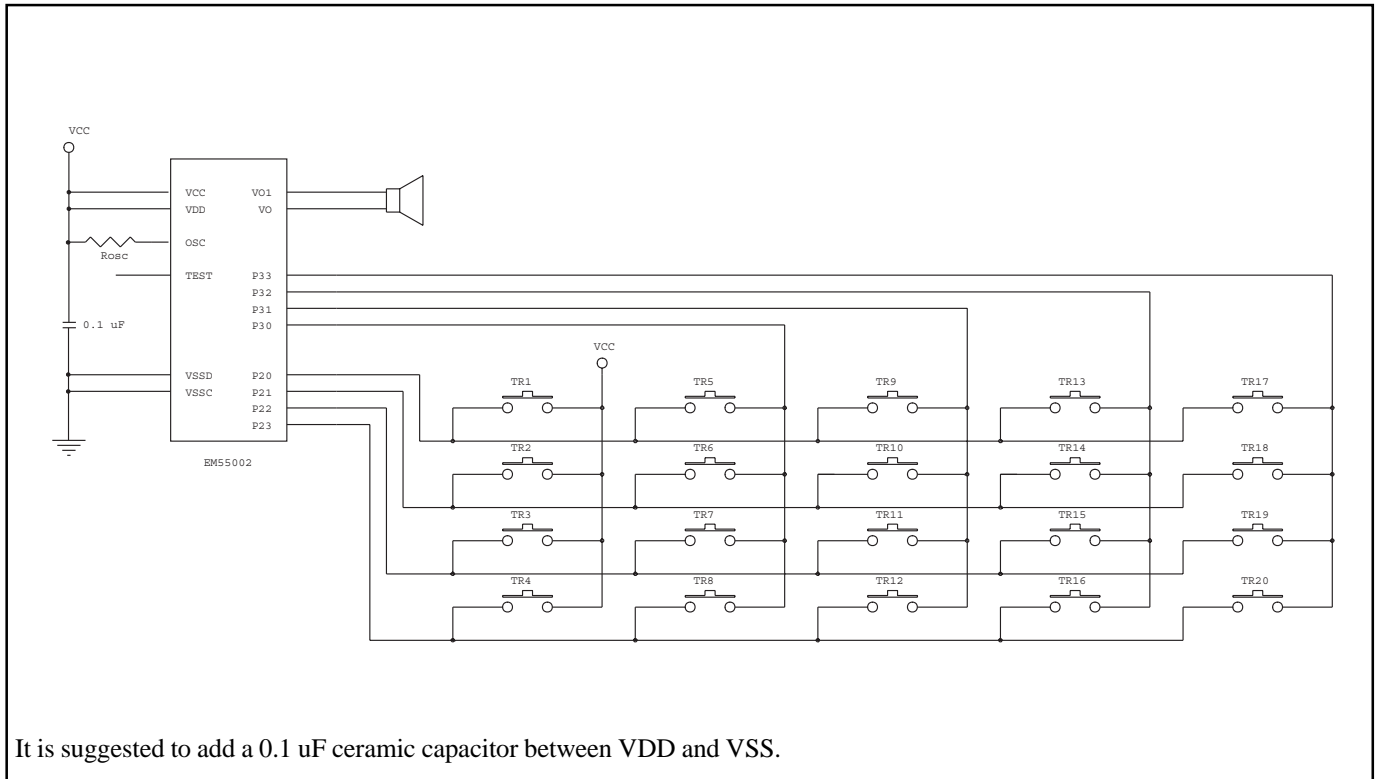 VCC
VCC VO1
VDD VO
OSC
Rosc
TEST P33
P32
P31
0.1 uF P30
VCC
VSSD P20
VSSC P21
P22
P23
EM55002
TR1 TR5 TR9 TR13 TR17
TR2 TR6 TR10 TR14 TR18
TR3 TR7 TR11 TR15 TR19
TR4 TR8 TR12 TR16 TR20
It is suggested to add a 0.1 uF ceramic capacitor between VDD and VSS.